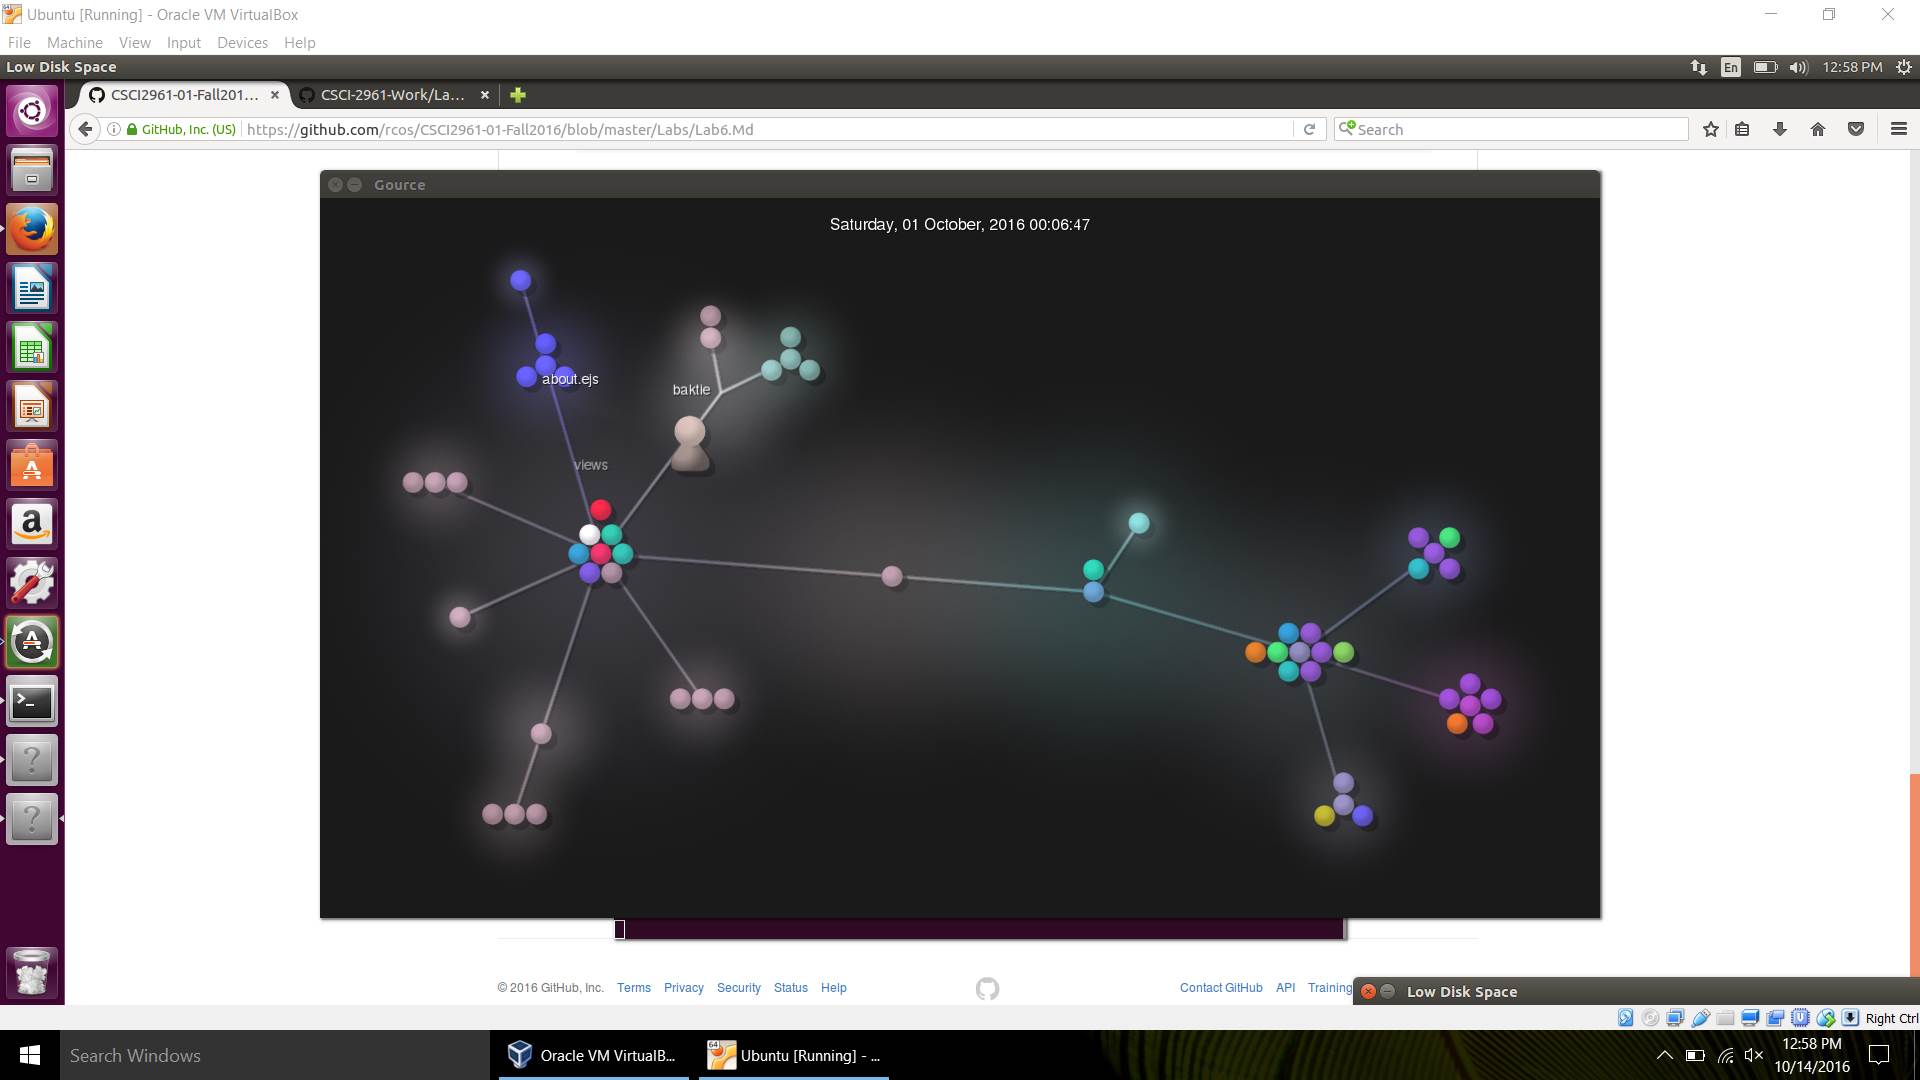 Ubuntu [Running] - Oracle VM VirtualBox
File Machine View Input Devices Help
Low Disk Space
En
12:58 PM
CSCI2961-01-Fall201...
CSCI-2961-Work/La...
GitHub, Inc. (US)
https://github.com/rcos/CSCI2961-01-Fall2016/blob/master/Labs/Lab6.Md
Search
Gource
Saturday, 01 October, 2016 00:06:47
about.ejs
baktie
views
© 2016 GitHub, Inc. Terms Privacy Security Status Help
Contact GitHub API Training
Low Disk Space
Right Ctrl
Search Windows
Oracle VM VirtualB...
64
Ubuntu [Running] - ...
12:58 PM
10/14/2016